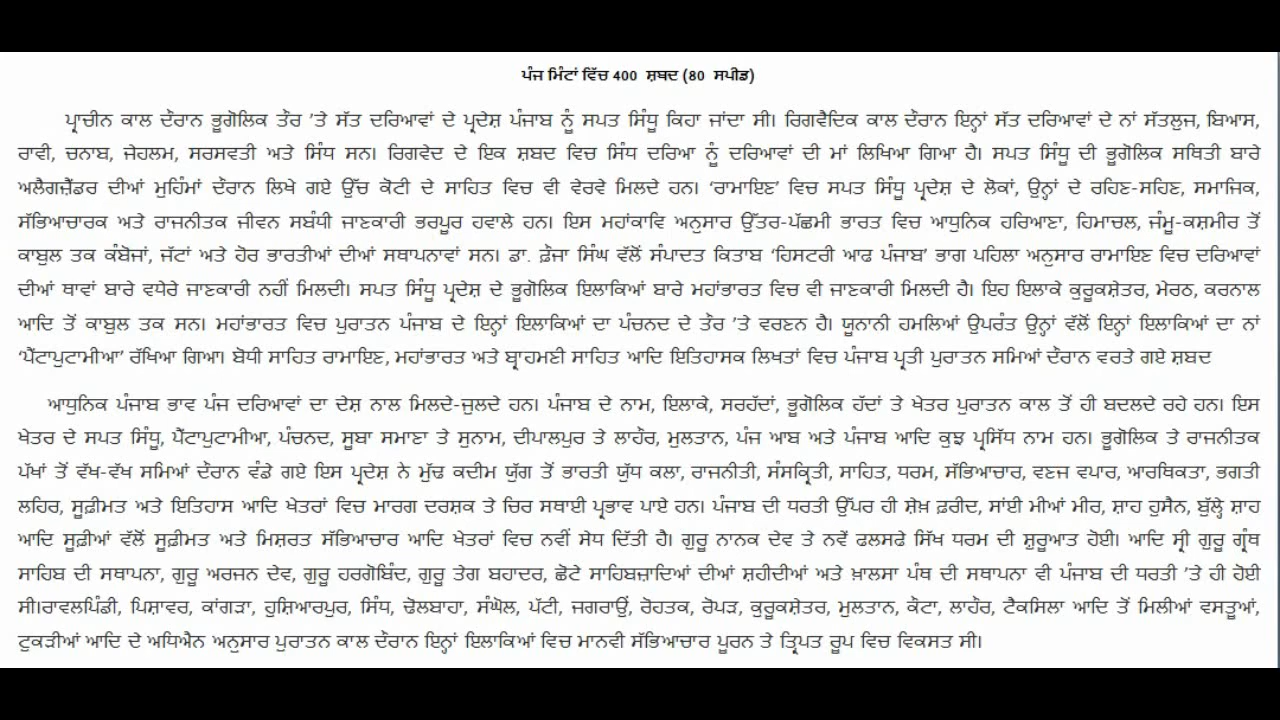 ਪੰਜ ਮਿੰਟਾਂ ਵਿੱਚ 400 ਸ਼ਬਦ (80 ਸਪੀਡ)
ਪ੍ਰਾਚੀਨ ਕਾਲ ਦੌਰਾਨ ਭੂਗੋਲਿਕ ਤੌਰ 'ਤੇ ਸੱਤ ਦਰਿਆਵਾਂ ਦੇ ਪ੍ਰਦੇਸ਼ ਪੰਜਾਬ ਨੂੰ ਸਪਤ ਸਿੰਧੂ ਕਿਹਾ ਜਾਂਦਾ ਸੀ। ਰਿਗਵੈਦਿਕ ਕਾਲ ਦੌਰਾਨ ਇਨ੍ਹਾਂ ਸੱਤ ਦਰਿਆਵਾਂ ਦੇ ਨਾਂ ਸੱਤਲੁਜ, ਬਿਆਸ,
ਰਾਵੀ, ਚਨਾਬ, ਜੇਹਲਮ, ਸਰਸਵਤੀ ਅਤੇ ਸਿੰਧ ਸਨ। ਰਿਗਵੇਦ ਦੇ ਇਕ ਸ਼ਬਦ ਵਿਚ ਸਿੰਧ ਦਰਿਆ ਨੂੰ ਦਰਿਆਵਾਂ ਦੀ ਮਾਂ ਲਿਖਿਆ ਗਿਆ ਹੈ। ਸਪਤ ਸਿੰਧੂ ਦੀ ਭੂਗੋਲਿਕ ਸਥਿਤੀ ਬਾਰੇ
ਅਲੈਗਜ਼ੈਂਡਰ ਦੀਆਂ ਮੁਹਿੰਮਾਂ ਦੌਰਾਨ ਲਿਖੇ ਗਏ ਉੱਚ ਕੋਟੀ ਦੇ ਸਾਹਿਤ ਵਿਚ ਵੀ ਵੇਰਵੇ ਮਿਲਦੇ ਹਨ। 'ਰਾਮਾਇਣ' ਵਿਚ ਸਪਤ ਸਿੰਧੂ ਪ੍ਰਦੇਸ਼ ਦੇ ਲੋਕਾਂ, ਉਨ੍ਹਾਂ ਦੇ ਰਹਿਣ-ਸਹਿਣ, ਸਮਾਜਿਕ,
ਸੱਭਿਆਚਾਰਕ ਅਤੇ ਰਾਜਨੀਤਕ ਜੀਵਨ ਸਬੰਧੀ ਜਾਣਕਾਰੀ ਭਰਪੂਰ ਹਵਾਲੇ ਹਨ। ਇਸ ਮਹਾਂਕਾਵਿ ਅਨੁਸਾਰ ਉੱਤਰ-ਪੱਛਮੀ ਭਾਰਤ ਵਿਚ ਆਧੁਨਿਕ ਹਰਿਆਣਾ, ਹਿਮਾਚਲ, ਜੰਮੂ-ਕਸ਼ਮੀਰ ਤੋਂ
ਕਾਬੁਲ ਤਕ ਕੰਬੋਜਾਂ, ਜੱਟਾਂ ਅਤੇ ਹੋਰ ਭਾਰਤੀਆਂ ਦੀਆਂ ਸਥਾਪਨਾਵਾਂ ਸਨ। ਡਾ. ਫ਼ੌਜਾ ਸਿੰਘ ਵੱਲੋਂ ਸੰਪਾਦਤ ਕਿਤਾਬ 'ਹਿਸਟਰੀ ਆਫ ਪੰਜਾਬ' ਭਾਗ ਪਹਿਲਾ ਅਨੁਸਾਰ ਰਾਮਾਇਣ ਵਿਚ ਦਰਿਆਵਾਂ
ਦੀਆਂ ਥਾਵਾਂ ਬਾਰੇ ਵਧੇਰੇ ਜਾਣਕਾਰੀ ਨਹੀਂ ਮਿਲਦੀ। ਸਪਤ ਸਿੰਧੂ ਪ੍ਰਦੇਸ਼ ਦੇ ਭੂਗੋਲਿਕ ਇਲਾਕਿਆਂ ਬਾਰੇ ਮਹਾਂਭਾਰਤ ਵਿਚ ਵੀ ਜਾਣਕਾਰੀ ਮਿਲਦੀ ਹੈ। ਇਹ ਇਲਾਕੇ ਕੁਰੂਕਸ਼ੇਤਰ, ਮੇਰਠ, ਕਰਨਾਲ
ਆਦਿ ਤੋਂ ਕਾਬੁਲ ਤਕ ਸਨ। ਮਹਾਂਭਾਰਤ ਵਿਚ ਪੁਰਾਤਨ ਪੰਜਾਬ ਦੇ ਇਨ੍ਹਾਂ ਇਲਾਕਿਆਂ ਦਾ ਪੰਚਨਦ ਦੇ ਤੌਰ 'ਤੇ ਵਰਣਨ ਹੈ। ਯੂਨਾਨੀ ਹਮਲਿਆਂ ਉਪਰੰਤ ਉਨ੍ਹਾਂ ਵੱਲੋਂ ਇਨ੍ਹਾਂ ਇਲਾਕਿਆਂ ਦਾ ਨਾਂ
'ਪੈਂਟਾਪੁਟਾਮੀਆ' ਰੱਖਿਆ ਗਿਆ। ਬੋਧੀ ਸਾਹਿਤ ਰਾਮਾਇਣ, ਮਹਾਂਭਾਰਤ ਅਤੇ ਬ੍ਰਾਹਮਣੀ ਸਾਹਿਤ ਆਦਿ ਇਤਿਹਾਸਕ ਲਿਖਤਾਂ ਵਿਚ ਪੰਜਾਬ ਪ੍ਰਤੀ ਪੁਰਾਤਨ ਸਮਿਆਂ ਦੌਰਾਨ ਵਰਤੇ ਗਏ ਸ਼ਬਦ
ਆਧੁਨਿਕ ਪੰਜਾਬ ਭਾਵ ਪੰਜ ਦਰਿਆਵਾਂ ਦਾ ਦੇਸ਼ ਨਾਲ ਮਿਲਦੇ-ਜੁਲਦੇ ਹਨ। ਪੰਜਾਬ ਦੇ ਨਾਮ, ਇਲਾਕੇ, ਸਰਹੱਦਾਂ, ਭੂਗੋਲਿਕ ਹੱਦਾਂ ਤੇ ਖੇਤਰ ਪੁਰਾਤਨ ਕਾਲ ਤੋਂ ਹੀ ਬਦਲਦੇ ਰਹੇ ਹਨ। ਇਸ
ਖੇਤਰ ਦੇ ਸਪਤ ਸਿੰਧੂ, ਪੈਂਟਾਪੁਟਾਮੀਆ, ਪੰਚਨਦ, ਸੂਬਾ ਸਮਾਣਾ ਤੇ ਸੁਨਾਮ, ਦੀਪਾਲਪੁਰ ਤੇ ਲਾਹੌਰ, ਮੁਲਤਾਨ, ਪੰਜ ਆਬ ਅਤੇ ਪੰਜਾਬ ਆਦਿ ਕੁਝ ਪ੍ਰਸਿੱਧ ਨਾਮ ਹਨ। ਭੂਗੋਲਿਕ ਤੇ ਰਾਜਨੀਤਕ
ਪੱਖਾਂ ਤੋਂ ਵੱਖ-ਵੱਖ ਸਮਿਆਂ ਦੌਰਾਨ ਵੰਡੇ ਗਏ ਇਸ ਪ੍ਰਦੇਸ਼ ਨੇ ਮੁੱਢ ਕਦੀਮ ਯੁੱਗ ਤੋਂ ਭਾਰਤੀ ਯੁੱਧ ਕਲਾ, ਰਾਜਨੀਤੀ, ਸੰਸਕ੍ਰਿਤੀ, ਸਾਹਿਤ, ਧਰਮ, ਸੱਭਿਆਚਾਰ, ਵਣਜ ਵਪਾਰ, ਆਰਥਿਕਤਾ, ਭਗਤੀ
ਲਹਿਰ, ਸੂਫ਼ੀਮਤ ਅਤੇ ਇਤਿਹਾਸ ਆਦਿ ਖੇਤਰਾਂ ਵਿਚ ਮਾਰਗ ਦਰਸ਼ਕ ਤੇ ਚਿਰ ਸਥਾਈ ਪ੍ਰਭਾਵ ਪਾਏ ਹਨ। ਪੰਜਾਬ ਦੀ ਧਰਤੀ ਉੱਪਰ ਹੀ ਸ਼ੇਖ਼ ਫ਼ਰੀਦ, ਸਾਂਈ ਮੀਆਂ ਮੀਰ, ਸ਼ਾਹ ਹੁਸੈਨ, ਬੁੱਲ੍ਹੇ ਸ਼ਾਹ
ਆਦਿ ਸੂਫ਼ੀਆਂ ਵੱਲੋਂ ਸੂਫ਼ੀਮਤ ਅਤੇ ਮਿਸ਼ਰਤ ਸੱਭਿਆਚਾਰ ਆਦਿ ਖੇਤਰਾਂ ਵਿਚ ਨਵੀਂ ਸੇਧ ਦਿੱਤੀ ਹੈ। ਗੁਰੂ ਨਾਨਕ ਦੇਵ ਤੇ ਨਵੇਂ ਫਲਸਫੇ ਸਿੱਖ ਧਰਮ ਦੀ ਸ਼ੁਰੂਆਤ ਹੋਈ। ਆਦਿ ਸ੍ਰੀ ਗੁਰੂ ਗ੍ਰੰਥ
ਸਾਹਿਬ ਦੀ ਸਥਾਪਨਾ, ਗੁਰੂ ਅਰਜਨ ਦੇਵ, ਗੁਰੂ ਹਰਗੋਬਿੰਦ, ਗੁਰੂ ਤੇਗ ਬਹਾਦਰ, ਛੋਟੇ ਸਾਹਿਬਜ਼ਾਦਿਆਂ ਦੀਆਂ ਸ਼ਹੀਦੀਆਂ ਅਤੇ ਖ਼ਾਲਸਾ ਪੰਥ ਦੀ ਸਥਾਪਨਾ ਵੀ ਪੰਜਾਬ ਦੀ ਧਰਤੀ 'ਤੇ ਹੀ ਹੋਈ
ਸੀ।ਰਾਵਲਪਿੰਡੀ, ਪਿਸ਼ਾਵਰ, ਕਾਂਗੜਾ, ਹੁਸ਼ਿਆਰਪੁਰ, ਸਿੰਧ, ਢੋਲਬਾਹਾ, ਸੰਘੋਲ, ਪੱਟੀ, ਜਗਰਾਉਂ, ਰੋਹਤਕ, ਰੋਪੜ, ਕੁਰੂਕਸ਼ੇਤਰ, ਮੁਲਤਾਨ, ਕੌਟਾ, ਲਾਹੌਰ, ਟੈਕਸਿਲਾ ਆਦਿ ਤੋਂ ਮਿਲੀਆਂ ਵਸਤੂਆਂ,
ਟੁਕੜੀਆਂ ਆਦਿ ਦੇ ਅਧਿਐਨ ਅਨੁਸਾਰ ਪੁਰਾਤਨ ਕਾਲ ਦੌਰਾਨ ਇਨ੍ਹਾਂ ਇਲਾਕਿਆਂ ਵਿਚ ਮਾਨਵੀ ਸੱਭਿਆਚਾਰ ਪੂਰਨ ਤੇ ਤ੍ਰਿਪਤ ਰੂਪ ਵਿਚ ਵਿਕਸਤ ਸੀ।